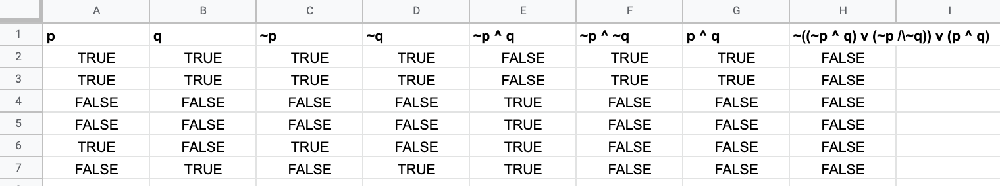 A B C D E F G H I
1 p q ~p ~q ~p ^ q ~p ^ ~q p ^ q ~((~p ^ q) v (~p /\~q)) v (p ^ q)
2 TRUE TRUE TRUE TRUE FALSE TRUE TRUE FALSE
3 TRUE TRUE TRUE TRUE FALSE TRUE TRUE FALSE
4 FALSE FALSE FALSE FALSE TRUE FALSE FALSE FALSE
5 FALSE FALSE FALSE FALSE TRUE FALSE FALSE FALSE
6 TRUE FALSE TRUE FALSE TRUE FALSE FALSE FALSE
7 FALSE TRUE FALSE TRUE TRUE FALSE FALSE FALSE